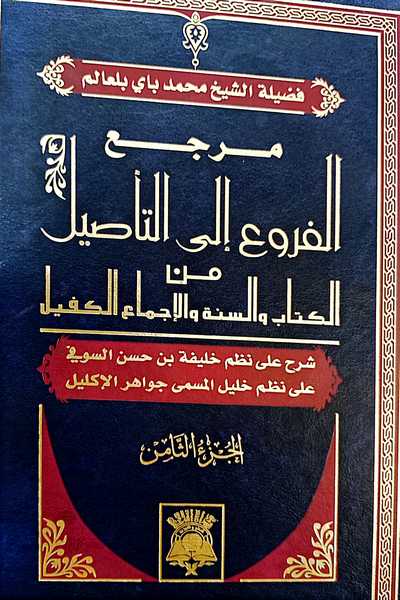 فضيلة الشيخ محمد باي بلعالم
مرجع
الفروع إلى التأصيل
من
الكتاب والسنة والإجماع الكفيل
شرح على نظم خليفة بن حسن السوفي
على نظم خليل المسمى جواهر الإكليل
الجزء الثامن